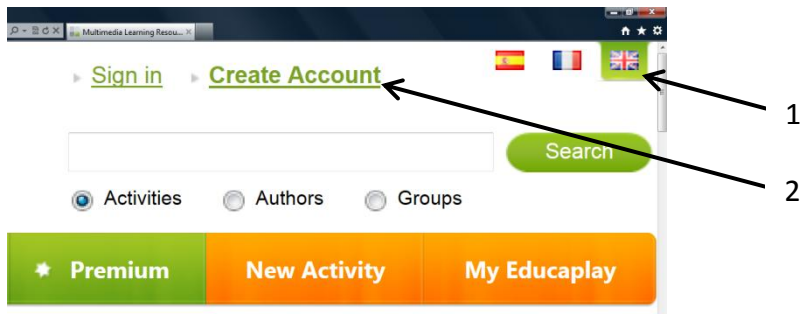 Multimedia Learning Resou...
Sign in Create Account
1
Search
2
Activities Authors Groups
Premium New Activity My Educaplay